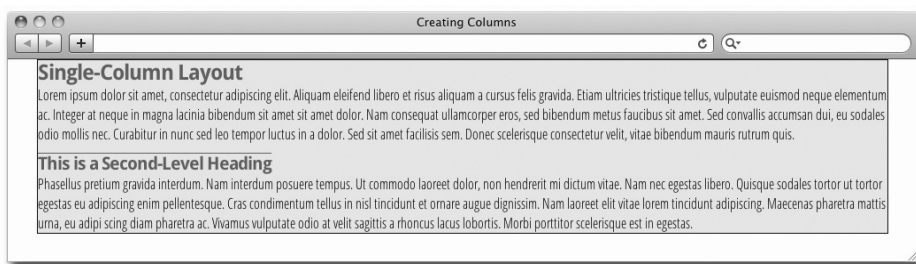 Creating Columns
Single-Column Layout
Lorem ipsum dolor sit amet, consectetur adipiscing elit. Aliquam eleifend libero et risus aliquam a cursus felis gravida. Etiam ultricies tristique tellus, vulputate euismod neque elementum
ac. Integer at neque in magna lacinia bibendum sit amet sit amet dolor. Nam consequat ullamcorper eros, sed bibendum metus faucibus sit amet. Sed convallis accumsan dui, eu sodales
odio mollis nec. Curabitur in nunc sed leo tempor luctus in a dolor. Sed sit amet facilisis sem. Donec scelerisque consectetur velit, vitae bibendum mauris rutrum quis.
This is a Second-Level Heading
Phasellus pretium gravida interdum. Nam interdum posuere tempus. Ut commodo laoreet dolor, non hendrerit mi dictum vitae. Nam nec egestas libero. Quisque sodales tortor ut tortor
egestas eu adipiscing enim pellentesque. Cras condimentum tellus in nisl tincidunt et ornare augue dignissim. Nam laoreet elit vitae lorem tincidunt adipiscing. Maecenas pharetra mattis
urna, eu adipi scing diam pharetra ac. Vivamus vulputate odio at velit sagittis a rhoncus lacus lobortis. Morbi porttitor scelerisque est in egestas.